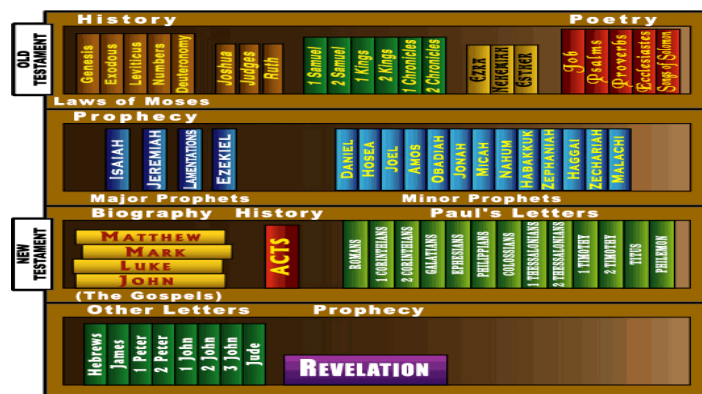 History
Poetry
OLD TESTAMENT
Genesis
Exodous
Leviticus
Numbers
Deuteronomy
Joshua
Judges
Ruth
1 Samuel
2 Samuel
1 Kings
2 Kings
1 Chronicles
2 Chronicles
EZRA
NEHEMIAH
ESTHER
Job
Psalms
Proverbs
Ecclesiastes
Songs of Solomon
Laws of Moses
Prophecy
ISAIAH
JEREMIAH
LAMENTATIONS
EZEKIEL
DANIEL
HOSEA
JOEL
AMOS
OBADIAH
JONAH
MICAH
NAHUM
HABAKKUK
ZEPHANIAH
HAGGAI
ZECHARIAH
MALACHI
Major Prophets
Minor Prophets
NEW TESTAMENT
Biography
History
Paul's Letters
MATTHEW
MARK
LUKE
JOHN
ACTS
ROMANS
1 CORINTHIANS
2 CORINTHIANS
GALATIANS
EPHESIANS
PHILIPPIANS
COLOSSIANS
1 THESSALONIANS
2 THESSALONIANS
1 TIMOTHY
2 TIMOTHY
TITUS
PHILEMON
(The Gospels)
Other Letters
Prophecy
Hebrews
James
1 Peter
2 Peter
1 John
2 John
3 John
Jude
REVELATION